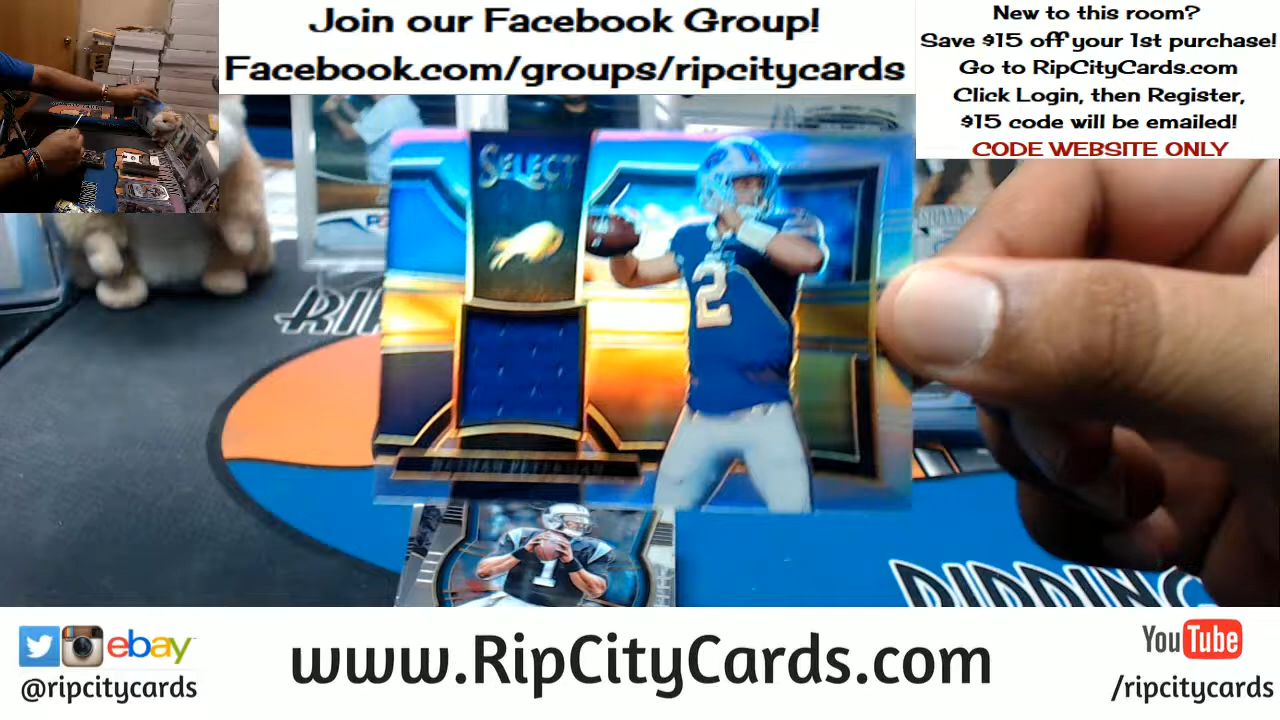 Join our Facebook Group!
Facebook.com/groups/ripcitycards
New to this room?
Save $15 off your 1st purchase!
Go to RipCityCards.com
Click Login, then Register,
$15 code will be emailed!
CODE WEBSITE ONLY
SELECT
2
1
ebay
@ripcitycards
www.RipCityCards.com
YouTube
/ripcitycards